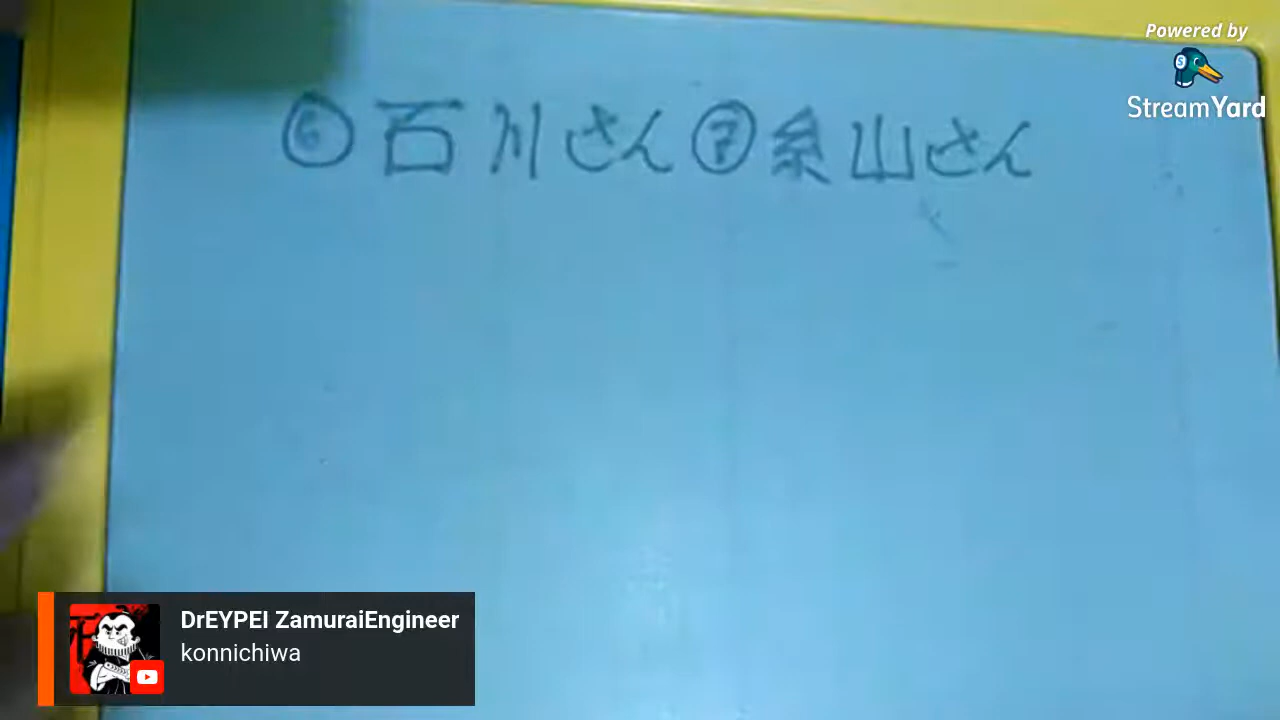 Powered by
StreamYard
⑥石川さん⑦糸山さん
DrEYPEI ZamuraiEngineer
konnichiwa